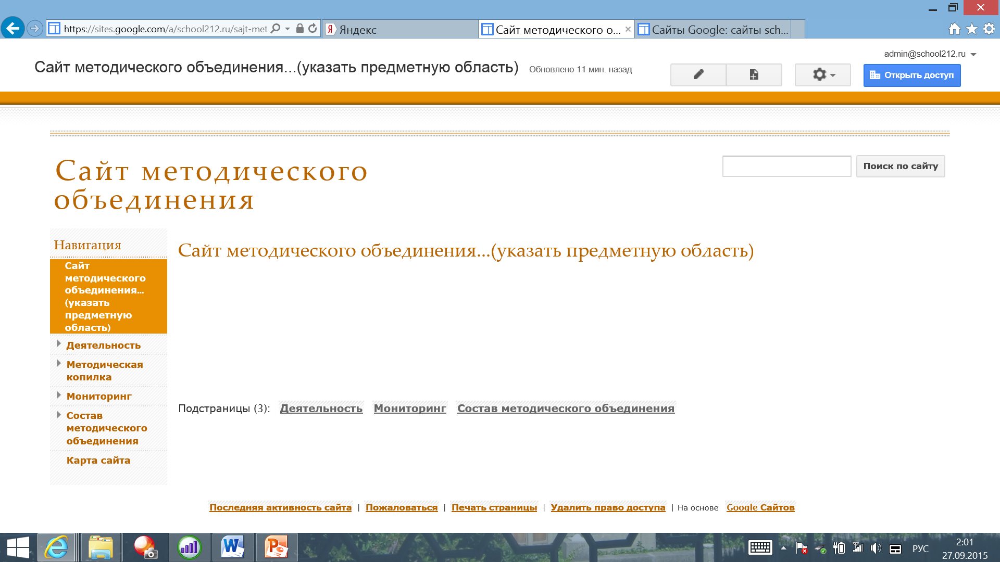 https://sites.google.com/a/school212.ru/sajt-met
Яндекс
Сайт методического о...
Сайты Google: сайты sch...
admin@school212.ru
Сайт методического объединения...(указать предметную область)
Обновлено 11 мин. назад
Открыть доступ
Сайт методического
объединения
Поиск по сайту
Навигация
Сайт
методического
объединения...
(указать
предметную
область)
Деятельность
Методическая
копилка
Мониторинг
Состав
методического
объединения
Карта сайта
Сайт методического объединения...(указать предметную область)
Подстраницы (3): Деятельность Мониторинг Состав методического объединения
Последняя активность сайта | Пожаловаться | Печать страницы | Удалить право доступа | На основе Google Сайтов
РУС
2:01
27.09.2015